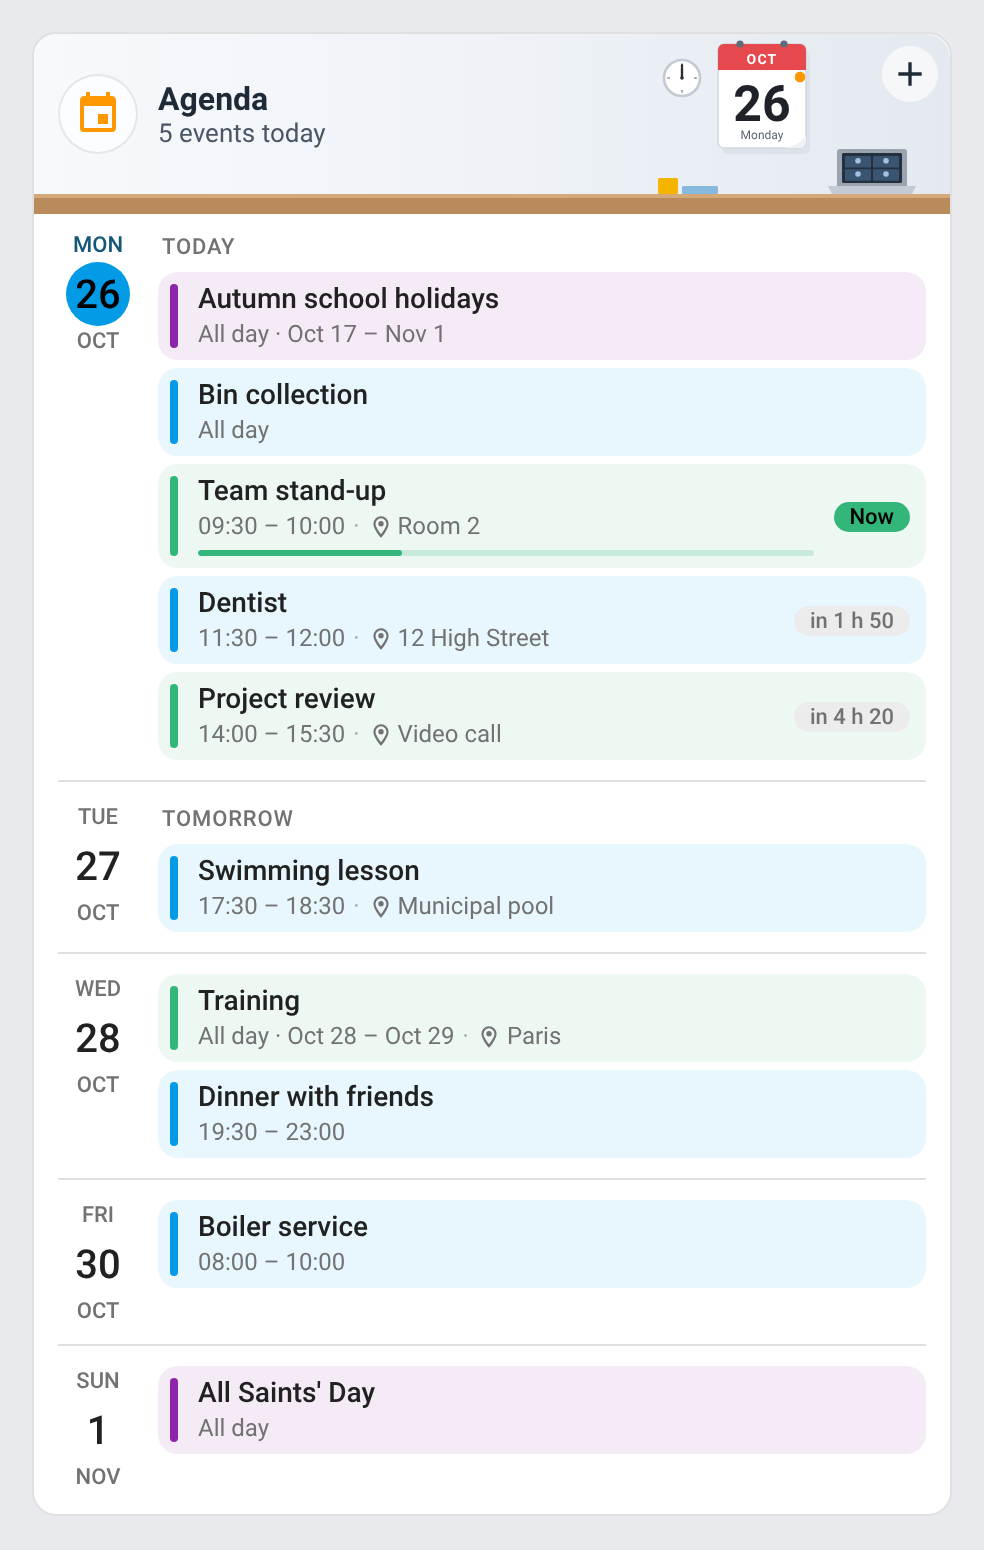 Agenda
5 events today
OCT
26
Monday
MON
26
OCT
TODAY
Autumn school holidays
All day · Oct 17 – Nov 1
Bin collection
All day
Team stand-up
09:30 – 10:00 · Room 2
Now
Dentist
11:30 – 12:00 · 12 High Street
in 1 h 50
Project review
14:00 – 15:30 · Video call
in 4 h 20
TUE
27
OCT
TOMORROW
Swimming lesson
17:30 – 18:30 · Municipal pool
WED
28
OCT
Training
All day · Oct 28 – Oct 29 · Paris
Dinner with friends
19:30 – 23:00
FRI
30
OCT
Boiler service
08:00 – 10:00
SUN
1
NOV
All Saints' Day
All day